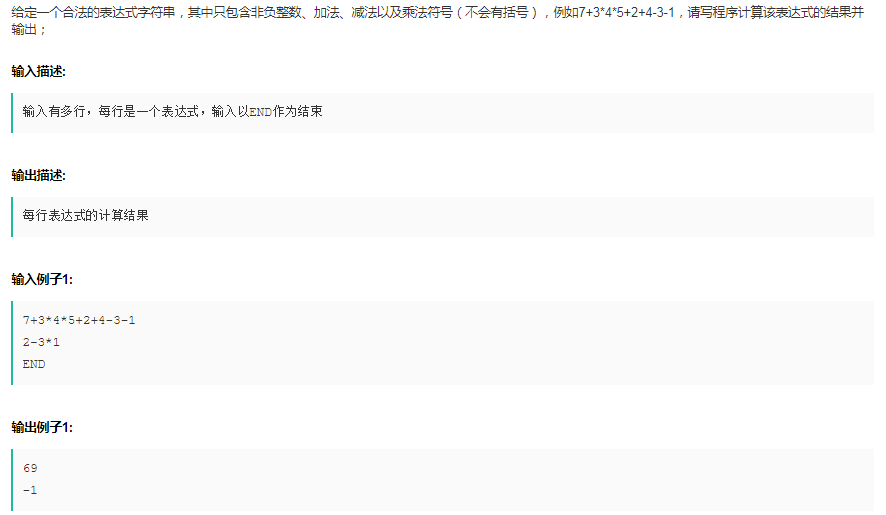 给定一个合法的表达式字符串，其中只包含非负整数、加法、减法以及乘法符号（不会有括号），例如7+3*4*5+2+4-3-1，请写程序计算该表达式的结果并
输出；
输入描述:
输入有多行，每行是一个表达式，输入以END作为结束
输出描述:
每行表达式的计算结果
输入例子1:
7+3*4*5+2+4-3-1
2-3*1
END
输出例子1:
69
-1